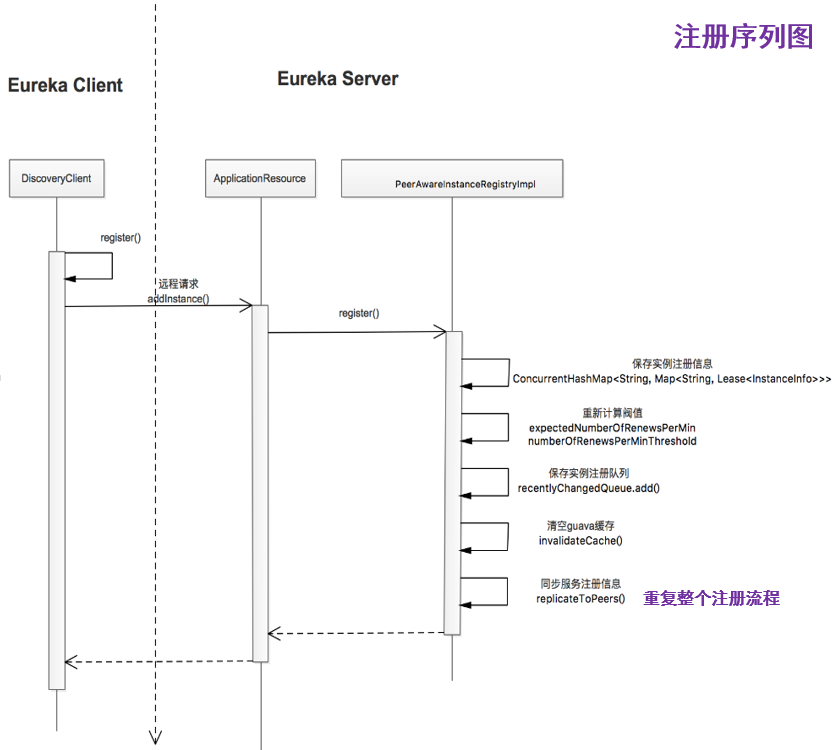 注册序列图
Eureka Client
Eureka Server
DiscoveryClient
ApplicationResource
PeerAwareInstanceRegistryImpl
register()
远程请求
addInstance()
register()
保存实例注册信息
ConcurrentHashMap<String, Map<String, Lease<InstanceInfo>>>
重新计算阀值
expectedNumberOfRenewsPerMin
numberOfRenewsPerMinThreshold
保存实例注册队列
recentlyChangedQueue.add()
清空guava缓存
invalidateCache()
同步服务注册信息
replicateToPeers()
重复整个注册流程